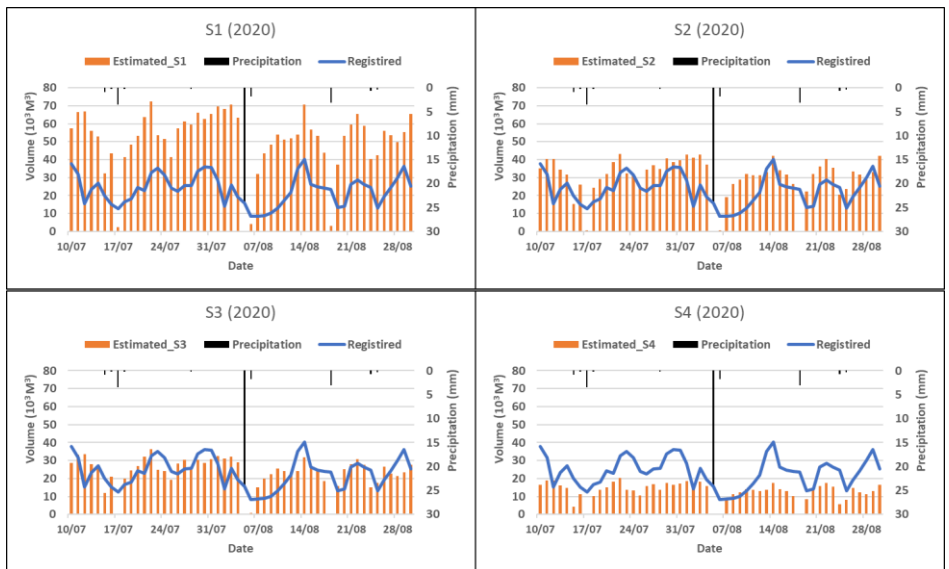 S1 (2020)
Estimated_S1 Precipitation Registired
Volume (10³ M³)
80
70
60
50
40
30
20
10
0
0
5
10
15
20
25
30
Precipitation (mm)
10/07 17/07 24/07 31/07 07/08 14/08 21/08 28/08
Date
S2 (2020)
Estimated_S2 Precipitation Registired
Volume (10³ M³)
80
70
60
50
40
30
20
10
0
0
5
10
15
20
25
30
Precipitation (mm)
10/07 17/07 24/07 31/07 07/08 14/08 21/08 28/08
Date
S3 (2020)
Estimated_S3 Precipitation Registired
Volume (10³ M³)
80
70
60
50
40
30
20
10
0
0
5
10
15
20
25
30
Precipitation (mm)
10/07 17/07 24/07 31/07 07/08 14/08 21/08 28/08
Date
S4 (2020)
Estimated_S4 Precipitation Registired
Volume (10³ M³)
80
70
60
50
40
30
20
10
0
0
5
10
15
20
25
30
Precipitation (mm)
10/07 17/07 24/07 31/07 07/08 14/08 21/08 28/08
Date